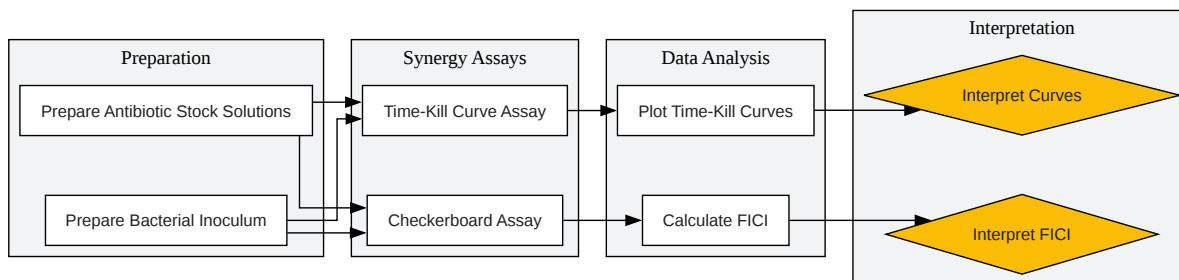 Preparation
Prepare Antibiotic Stock Solutions
Prepare Bacterial Inoculum
Synergy Assays
Time-Kill Curve Assay
Checkerboard Assay
Data Analysis
Plot Time-Kill Curves
Calculate FICI
Interpretation
Interpret Curves
Interpret FICI